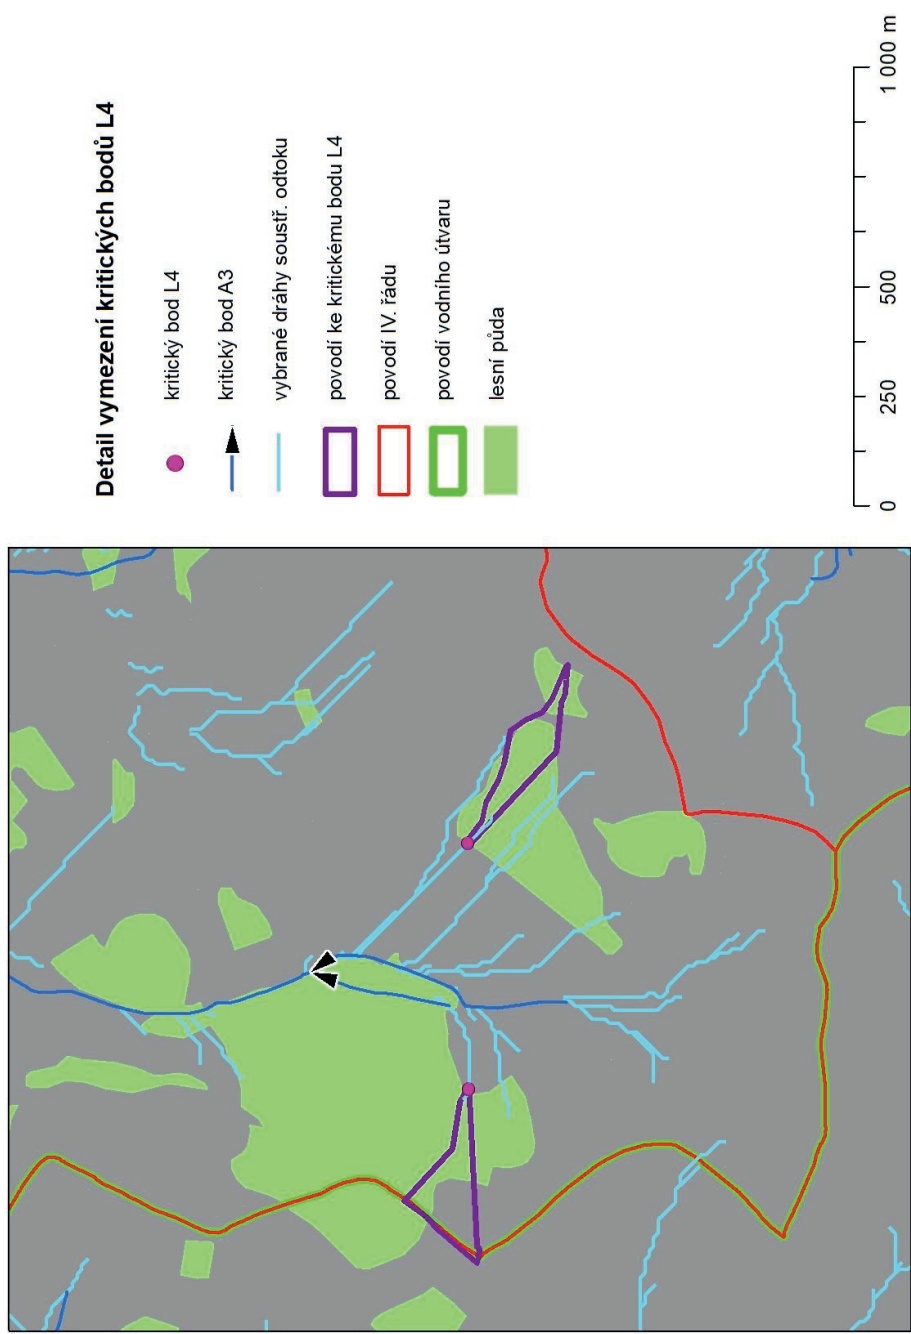 Detail vymezení kritických bodů L4
kritický bod L4
kritický bod A3
vybrané dráhy soustř. odtoku
povodí ke kritickému bodu L4
povodí IV. řádu
povodí vodního útvaru
lesní půda
0 250 500 1 000 m